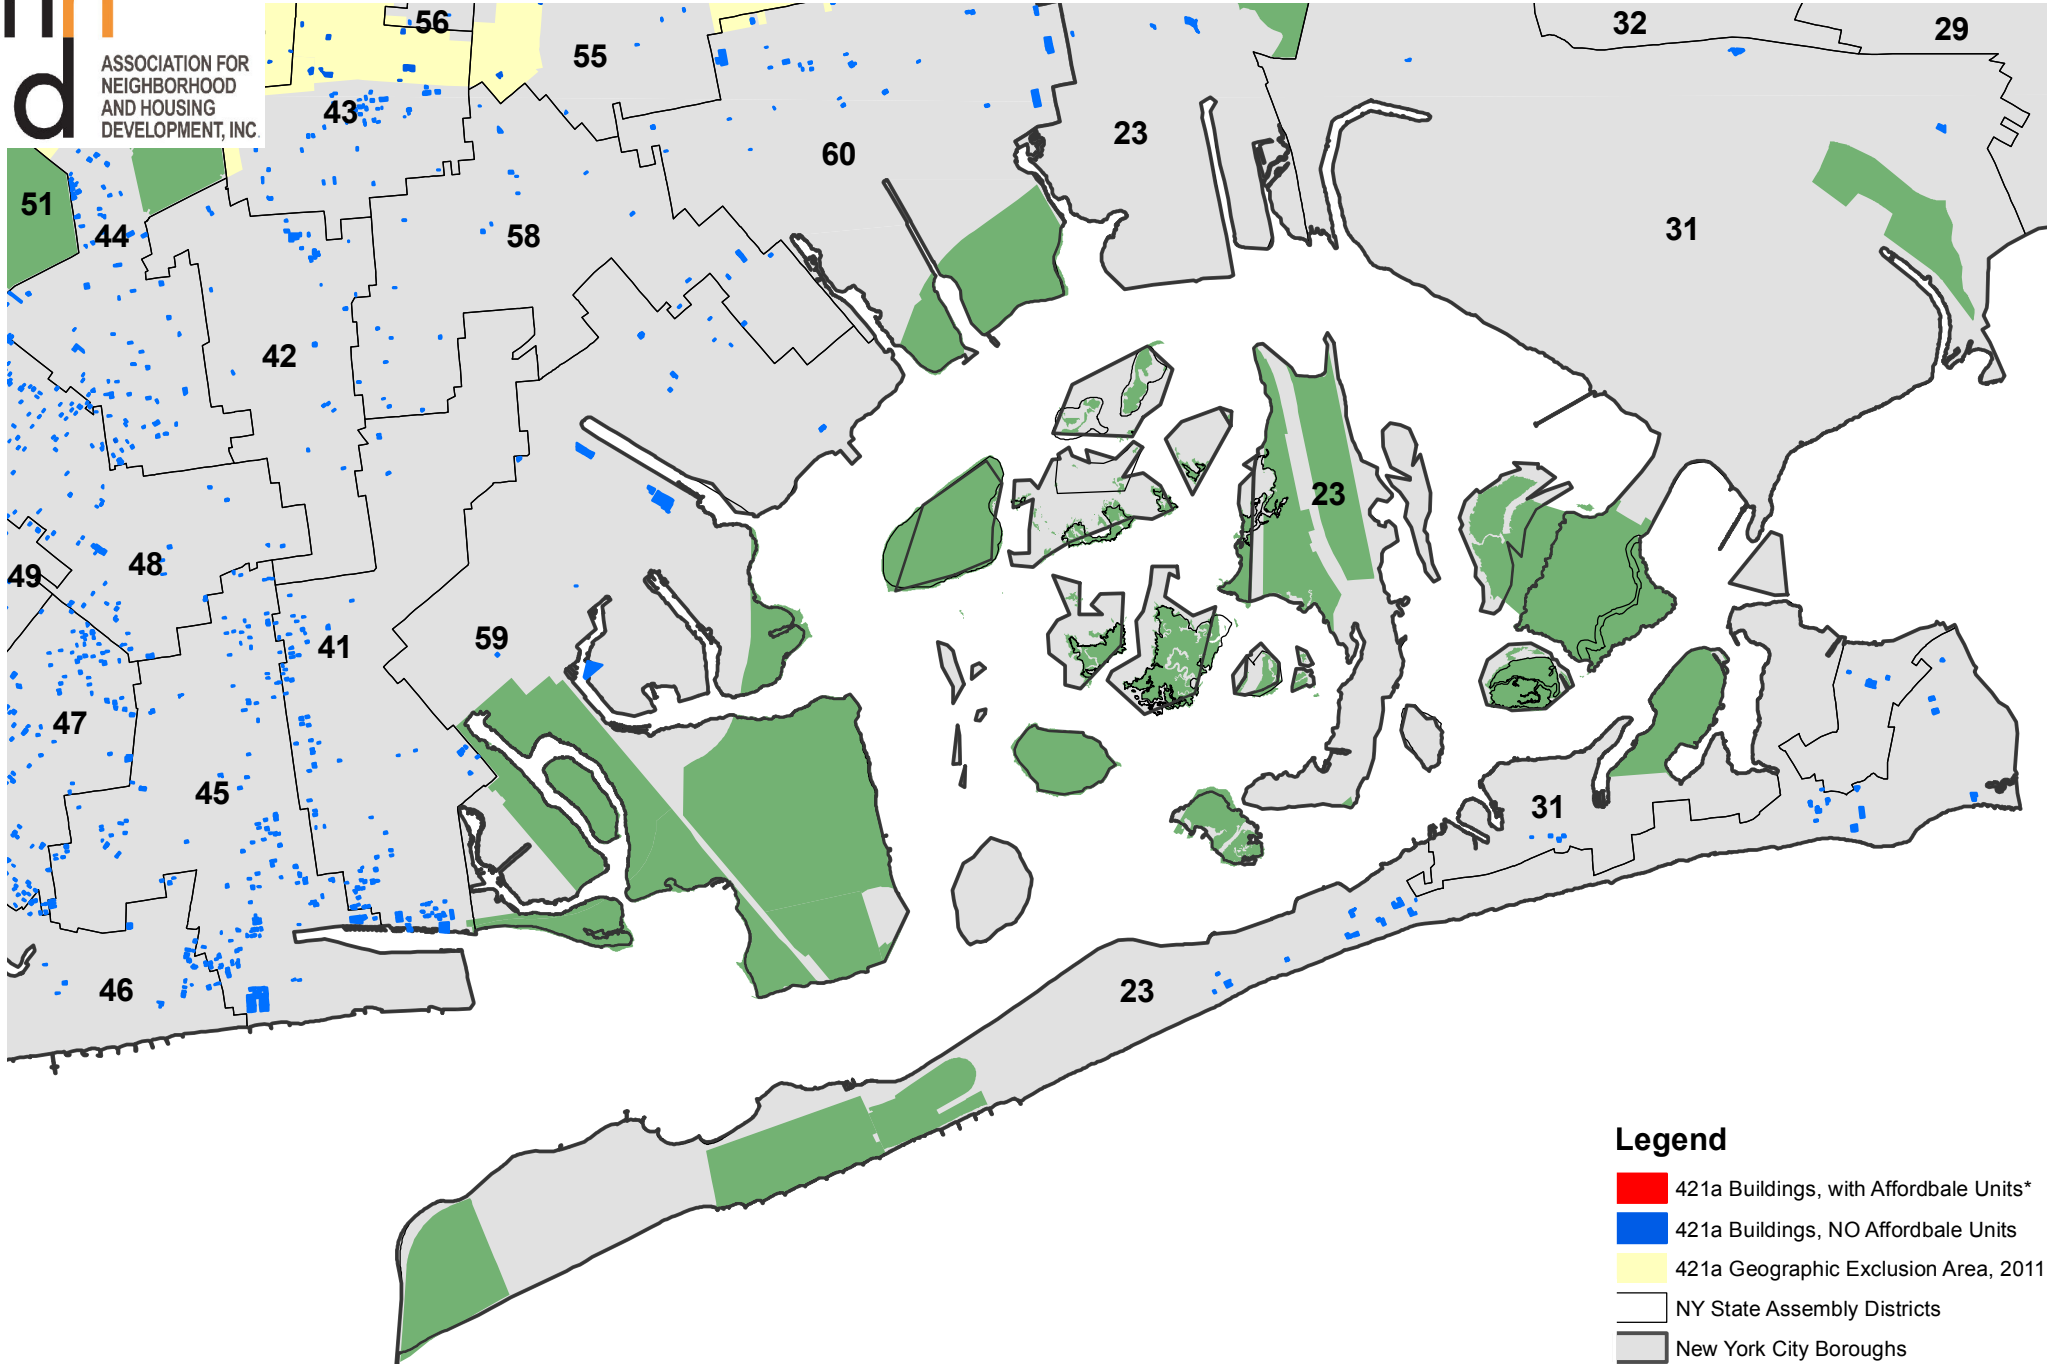 d
ASSOCIATION FOR
NEIGHBORHOOD
AND HOUSING
DEVELOPMENT, INC.
56
55
32
29
43
23
60
51
44
58
31
42
23
48
49
59
41
47
45
31
46
23
Legend
421a Buildings, with Affordbale Units*
421a Buildings, NO Affordbale Units
421a Geographic Exclusion Area, 2011
NY State Assembly Districts
New York City Boroughs